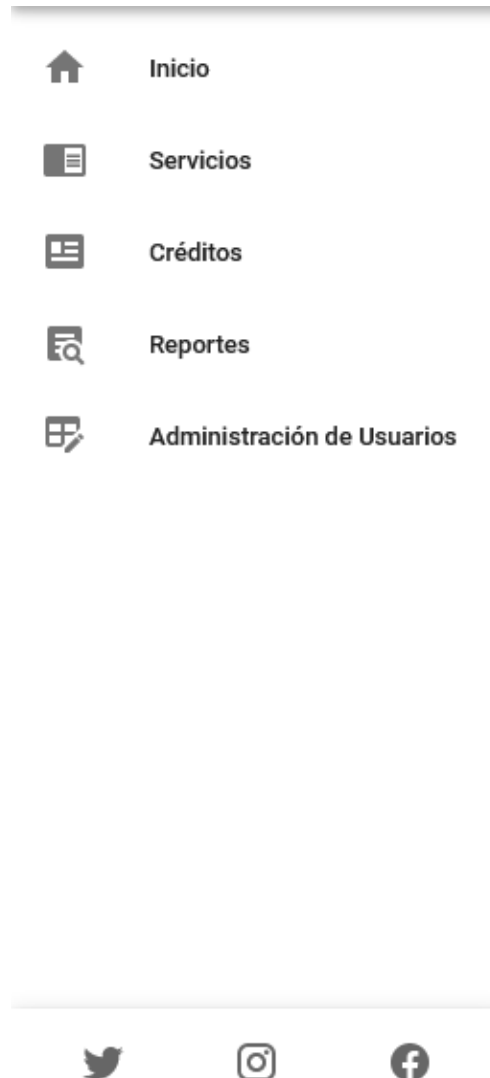 Inicio
Servicios
Créditos
Reportes
Administración de Usuarios